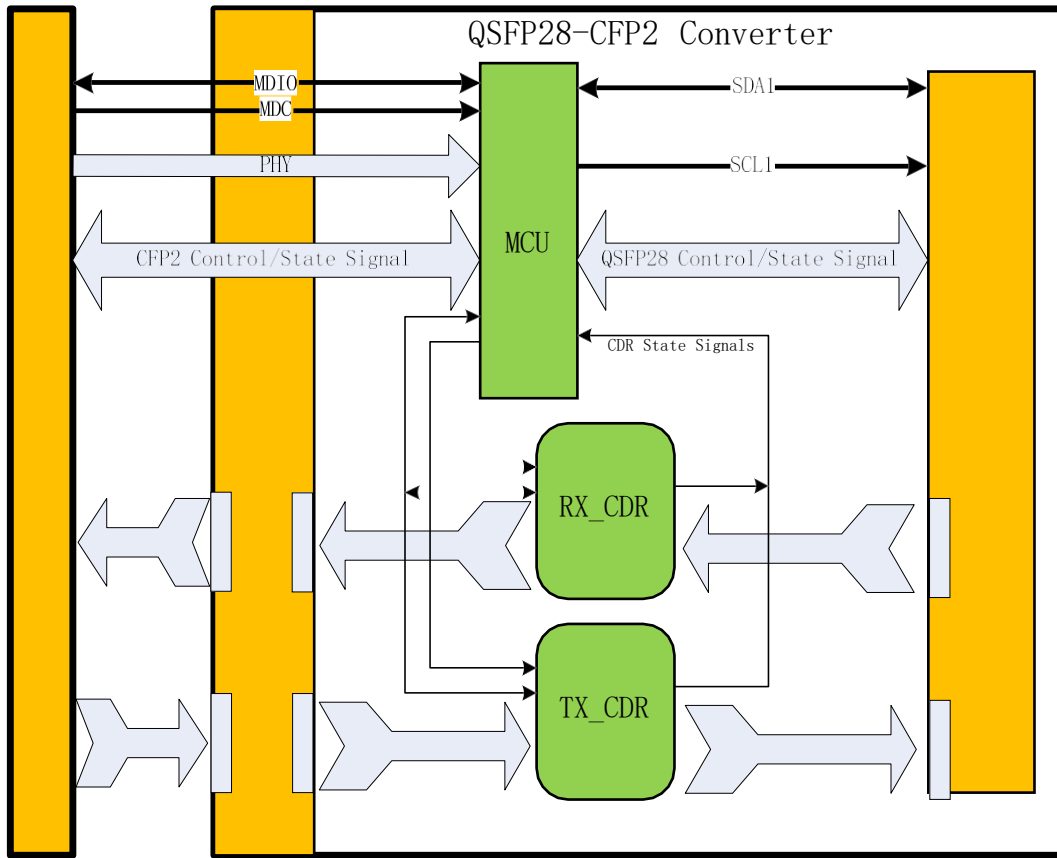 QSFP28-CFP2 Converter
MDIO
SDA1
MDC
PHY
SCL1
MCU
CFP2 Control/State Signal
QSFP28 Control/State Signal
CDR State Signals
RX_CDR
TX_CDR